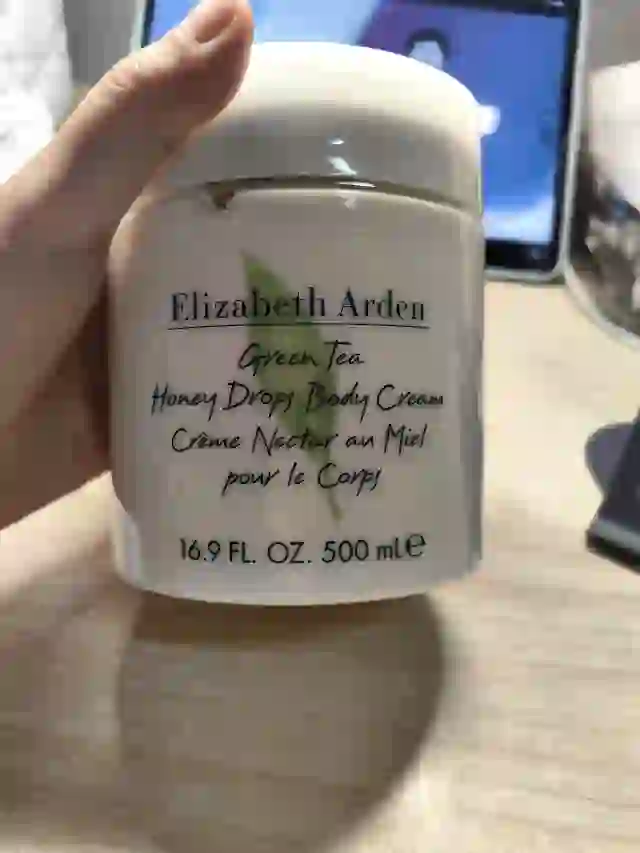 Elizabeth Arden
Green Tea
Honey Drops Body Cream
Crème Nectar au Miel
pour le Corps
16.9 FL. OZ. 500 mL℮